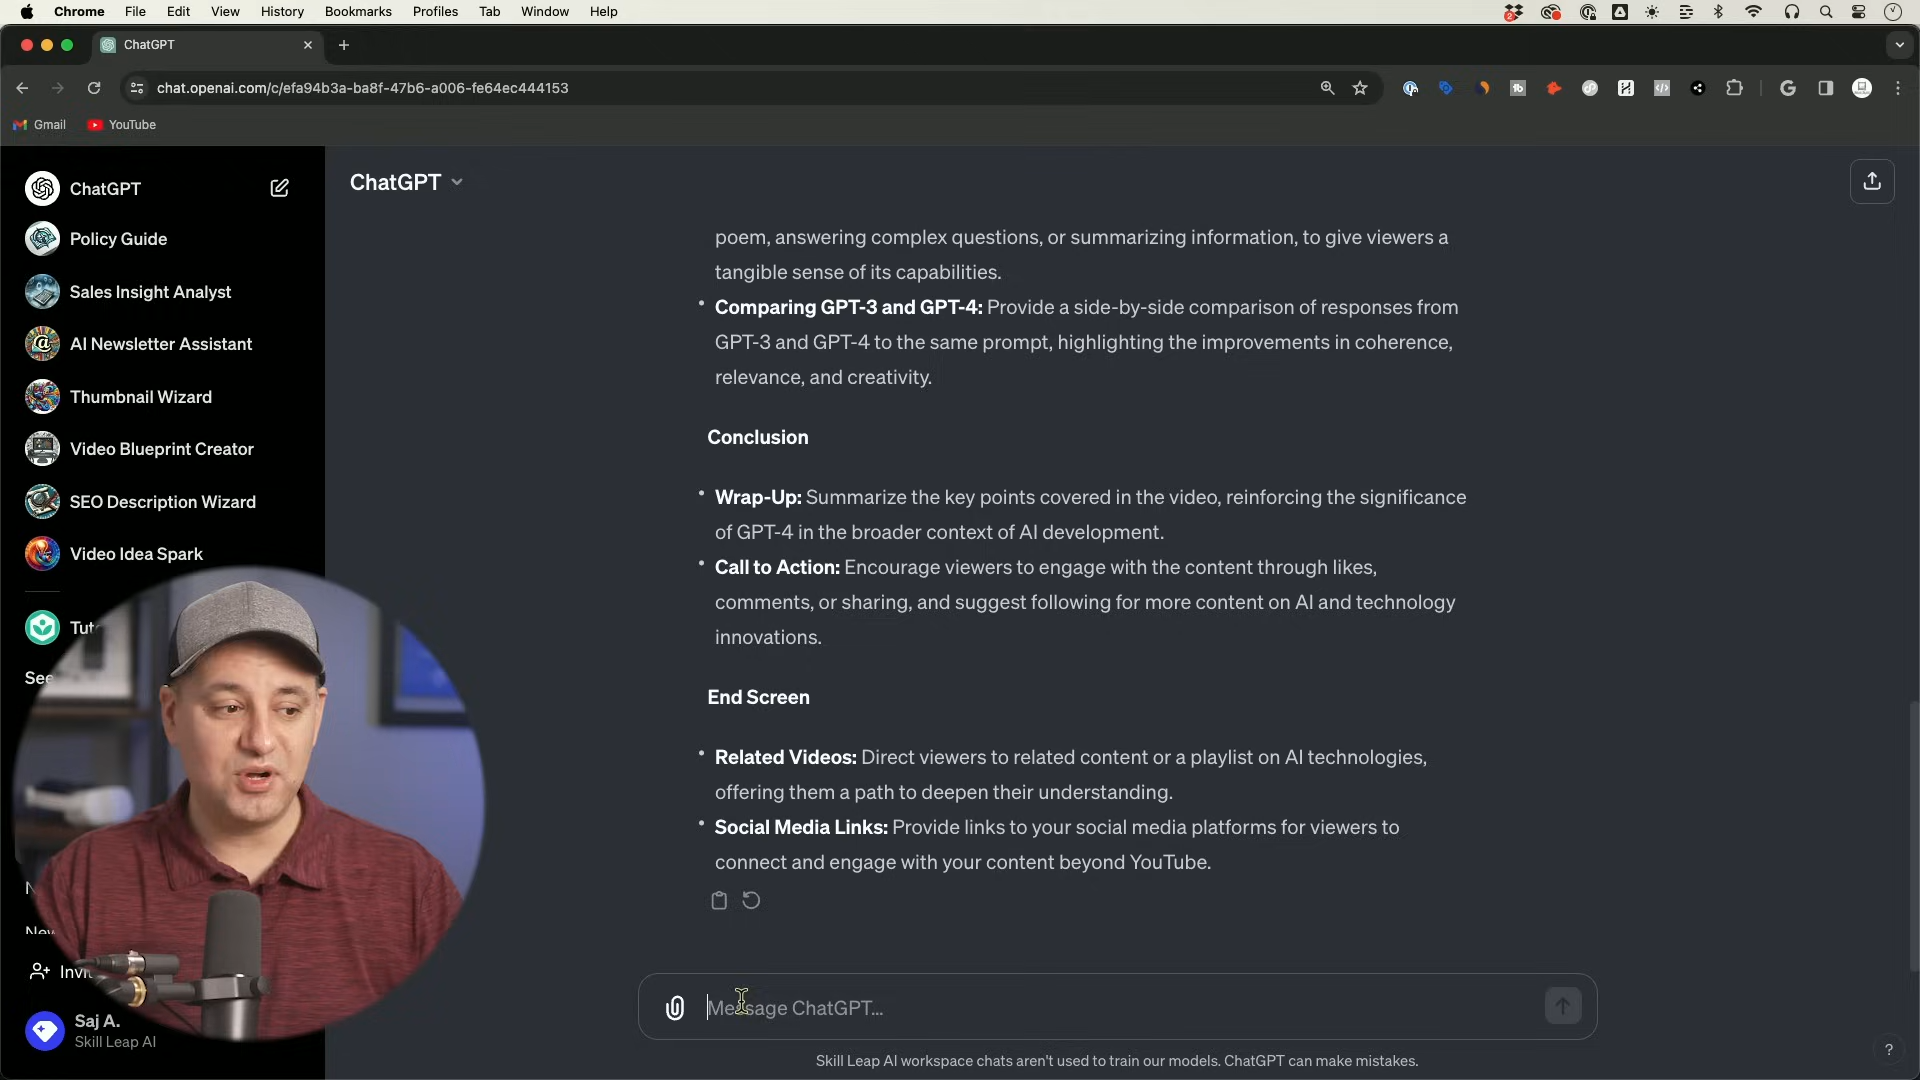 Chrome File Edit View History Bookmarks Profiles Tab Window Help
2
ChatGPT
chat.openai.com/c/efa94b3a-ba8f-47b6-a006-fe64ec444153
Gmail YouTube
ChatGPT
Policy Guide
Sales Insight Analyst
AI Newsletter Assistant
Thumbnail Wizard
Video Blueprint Creator
SEO Description Wizard
Video Idea Spark
See
Saj A.
Skill Leap AI
ChatGPT
poem, answering complex questions, or summarizing information, to give viewers a
tangible sense of its capabilities.
• Comparing GPT-3 and GPT-4: Provide a side-by-side comparison of responses from
GPT-3 and GPT-4 to the same prompt, highlighting the improvements in coherence,
relevance, and creativity.
Conclusion
• Wrap-Up: Summarize the key points covered in the video, reinforcing the significance
of GPT-4 in the broader context of AI development.
• Call to Action: Encourage viewers to engage with the content through likes,
comments, or sharing, and suggest following for more content on AI and technology
innovations.
End Screen
• Related Videos: Direct viewers to related content or a playlist on AI technologies,
offering them a path to deepen their understanding.
• Social Media Links: Provide links to your social media platforms for viewers to
connect and engage with your content beyond YouTube.
Message ChatGPT...
Skill Leap AI workspace chats aren't used to train our models. ChatGPT can make mistakes.
?